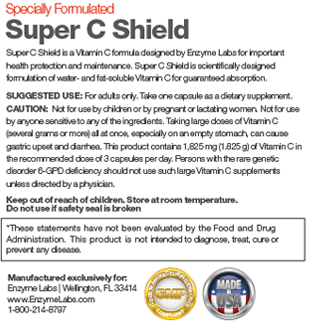 Specially Formulated
Super C Shield
Super C Shield is a Vitamin C formula designed by Enzyme Labs for important
health protection and maintenance. Super C Shield is scientifically designed
formulation of water- and fat-soluble Vitamin C for guaranteed absorption.
SUGGESTED USE: For adults only. Take one capsule as a dietary supplement.
CAUTION: Not for use by children or by pregnant or lactating women. Not for use
by anyone sensitive to any of the ingredients. Taking large doses of Vitamin C
(several grams or more) all at once, especially on an empty stomach, can cause
gastric upset and diarrhea. This product contains 1,825 mg (1.825 g) of Vitamin C in
the recommended dose of 3 capsules per day. Persons with the rare genetic
disorder 6-GPD deficiency should not use such large Vitamin C supplements
unless directed by a physician.
Keep out of reach of children. Store at room temperature.
Do not use if safety seal is broken
*These statements have not been evaluated by the Food and Drug
Administration. This product is not intended to diagnose, treat, cure or
prevent any disease.
Manufactured exclusively for:
Enzyme Labs | Wellington, FL 33414
www.EnzymeLabs.com
1-800-214-8797
GOOD MANUFACTURING PRACTICE
GMP
COMPLIANT
MADE
IN THE
USA